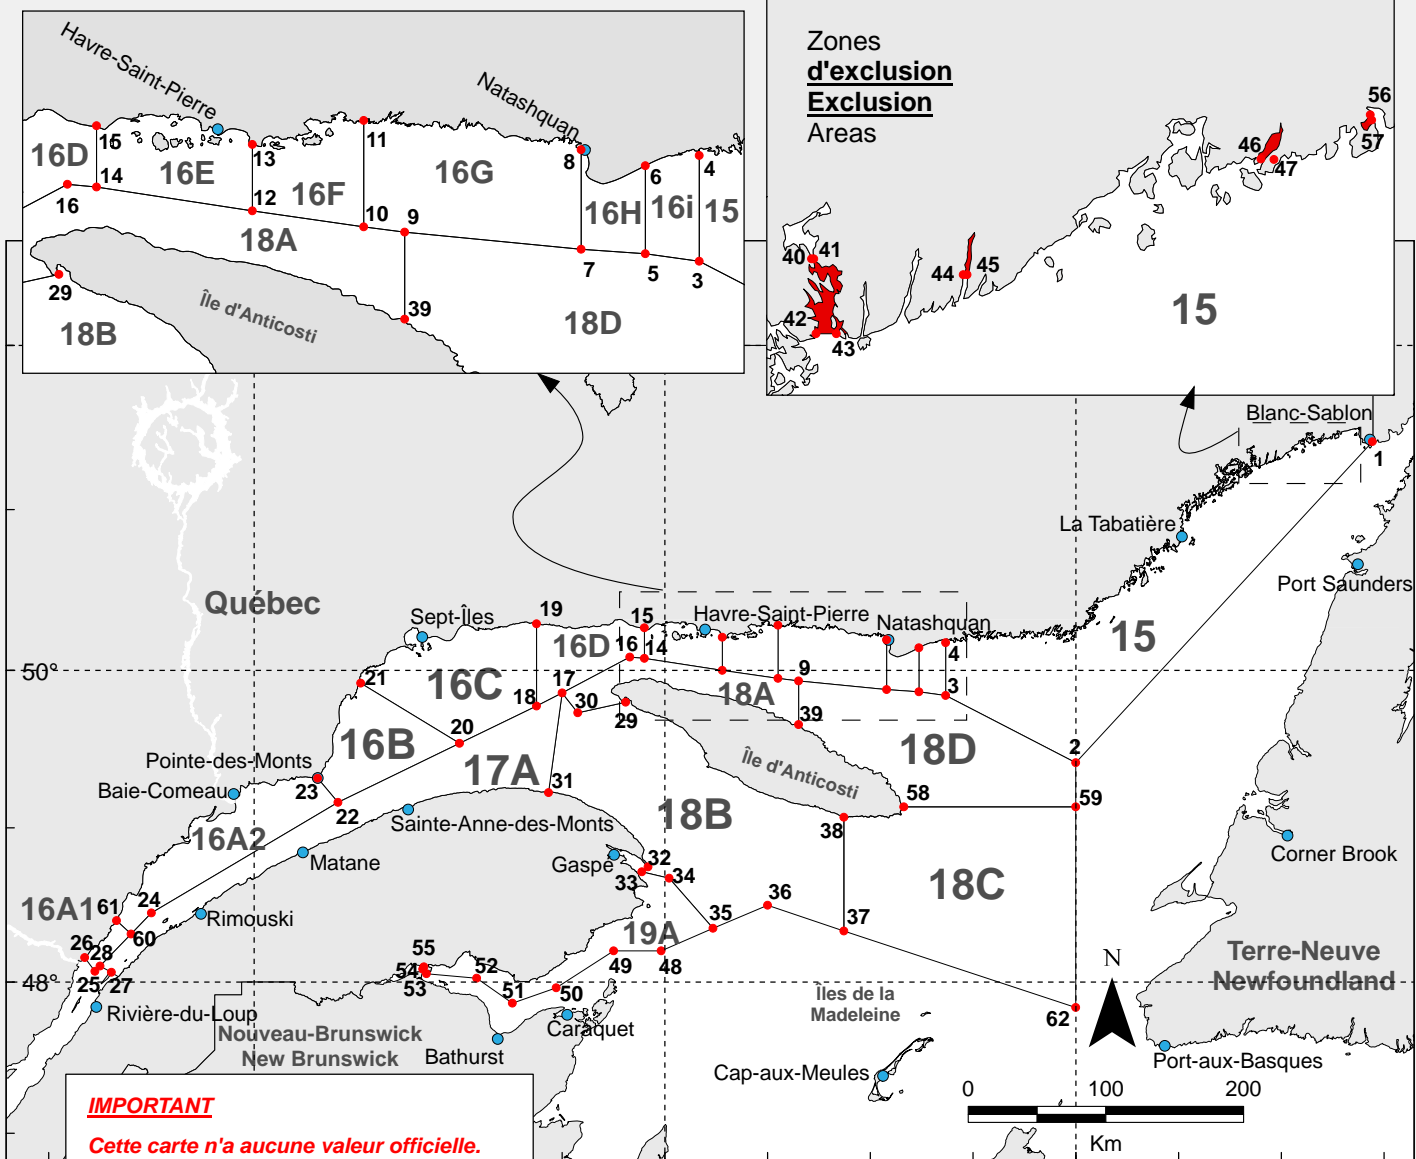 Havre-Saint-Pierre
Natashquan
15
16D
14
16
16E
13
12
16F
11
10
16G
9
8
7
16H
6
5
16i
4
3
15
18A
29
18B
Île d'Anticosti
39
18D
Zones
d'exclusion
Exclusion
Areas
56
57
46
47
40
41
42
43
44
45
15
Blanc-Sablon
1
La Tabatière
Port Saunders
Québec
Sept-Îles
19
15
Havre-Saint-Pierre
Natashquan
16D
16
14
4
15
50°
21
16C
17
18
30
29
18A
9
39
3
20
16B
18D
2
Pointe-des-Monts
17A
Île d'Anticosti
Baie-Comeau
23
22
31
58
59
Sainte-Anne-des-Monts
18B
38
16A2
Matane
Gaspé
32
33
34
Corner Brook
18C
36
16A1
61
24
Rimouski
35
37
60
19A
26
28
25
27
55
54
53
52
49
48
Terre-Neuve
Newfoundland
N
48°
51
50
Îles de la
Madeleine
62
Rivière-du-Loup
Nouveau-Brunswick
New Brunswick
Caraquet
Bathurst
Port-aux-Basques
Cap-aux-Meules
0 100 200
Km
IMPORTANT
Cette carte n'a aucune valeur officielle.